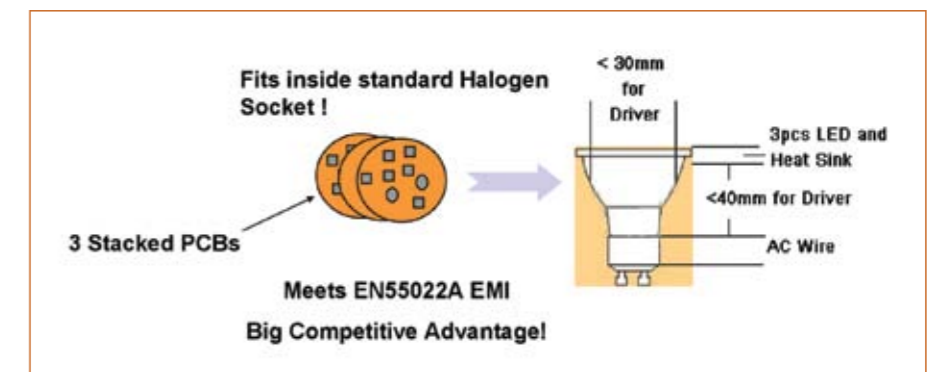 Fits inside standard Halogen
Socket !
3 Stacked PCBs
Meets EN55022A EMI
Big Competitive Advantage!
< 30mm
for
Driver
3pcs LED and
Heat Sink
<40mm for Driver
AC Wire